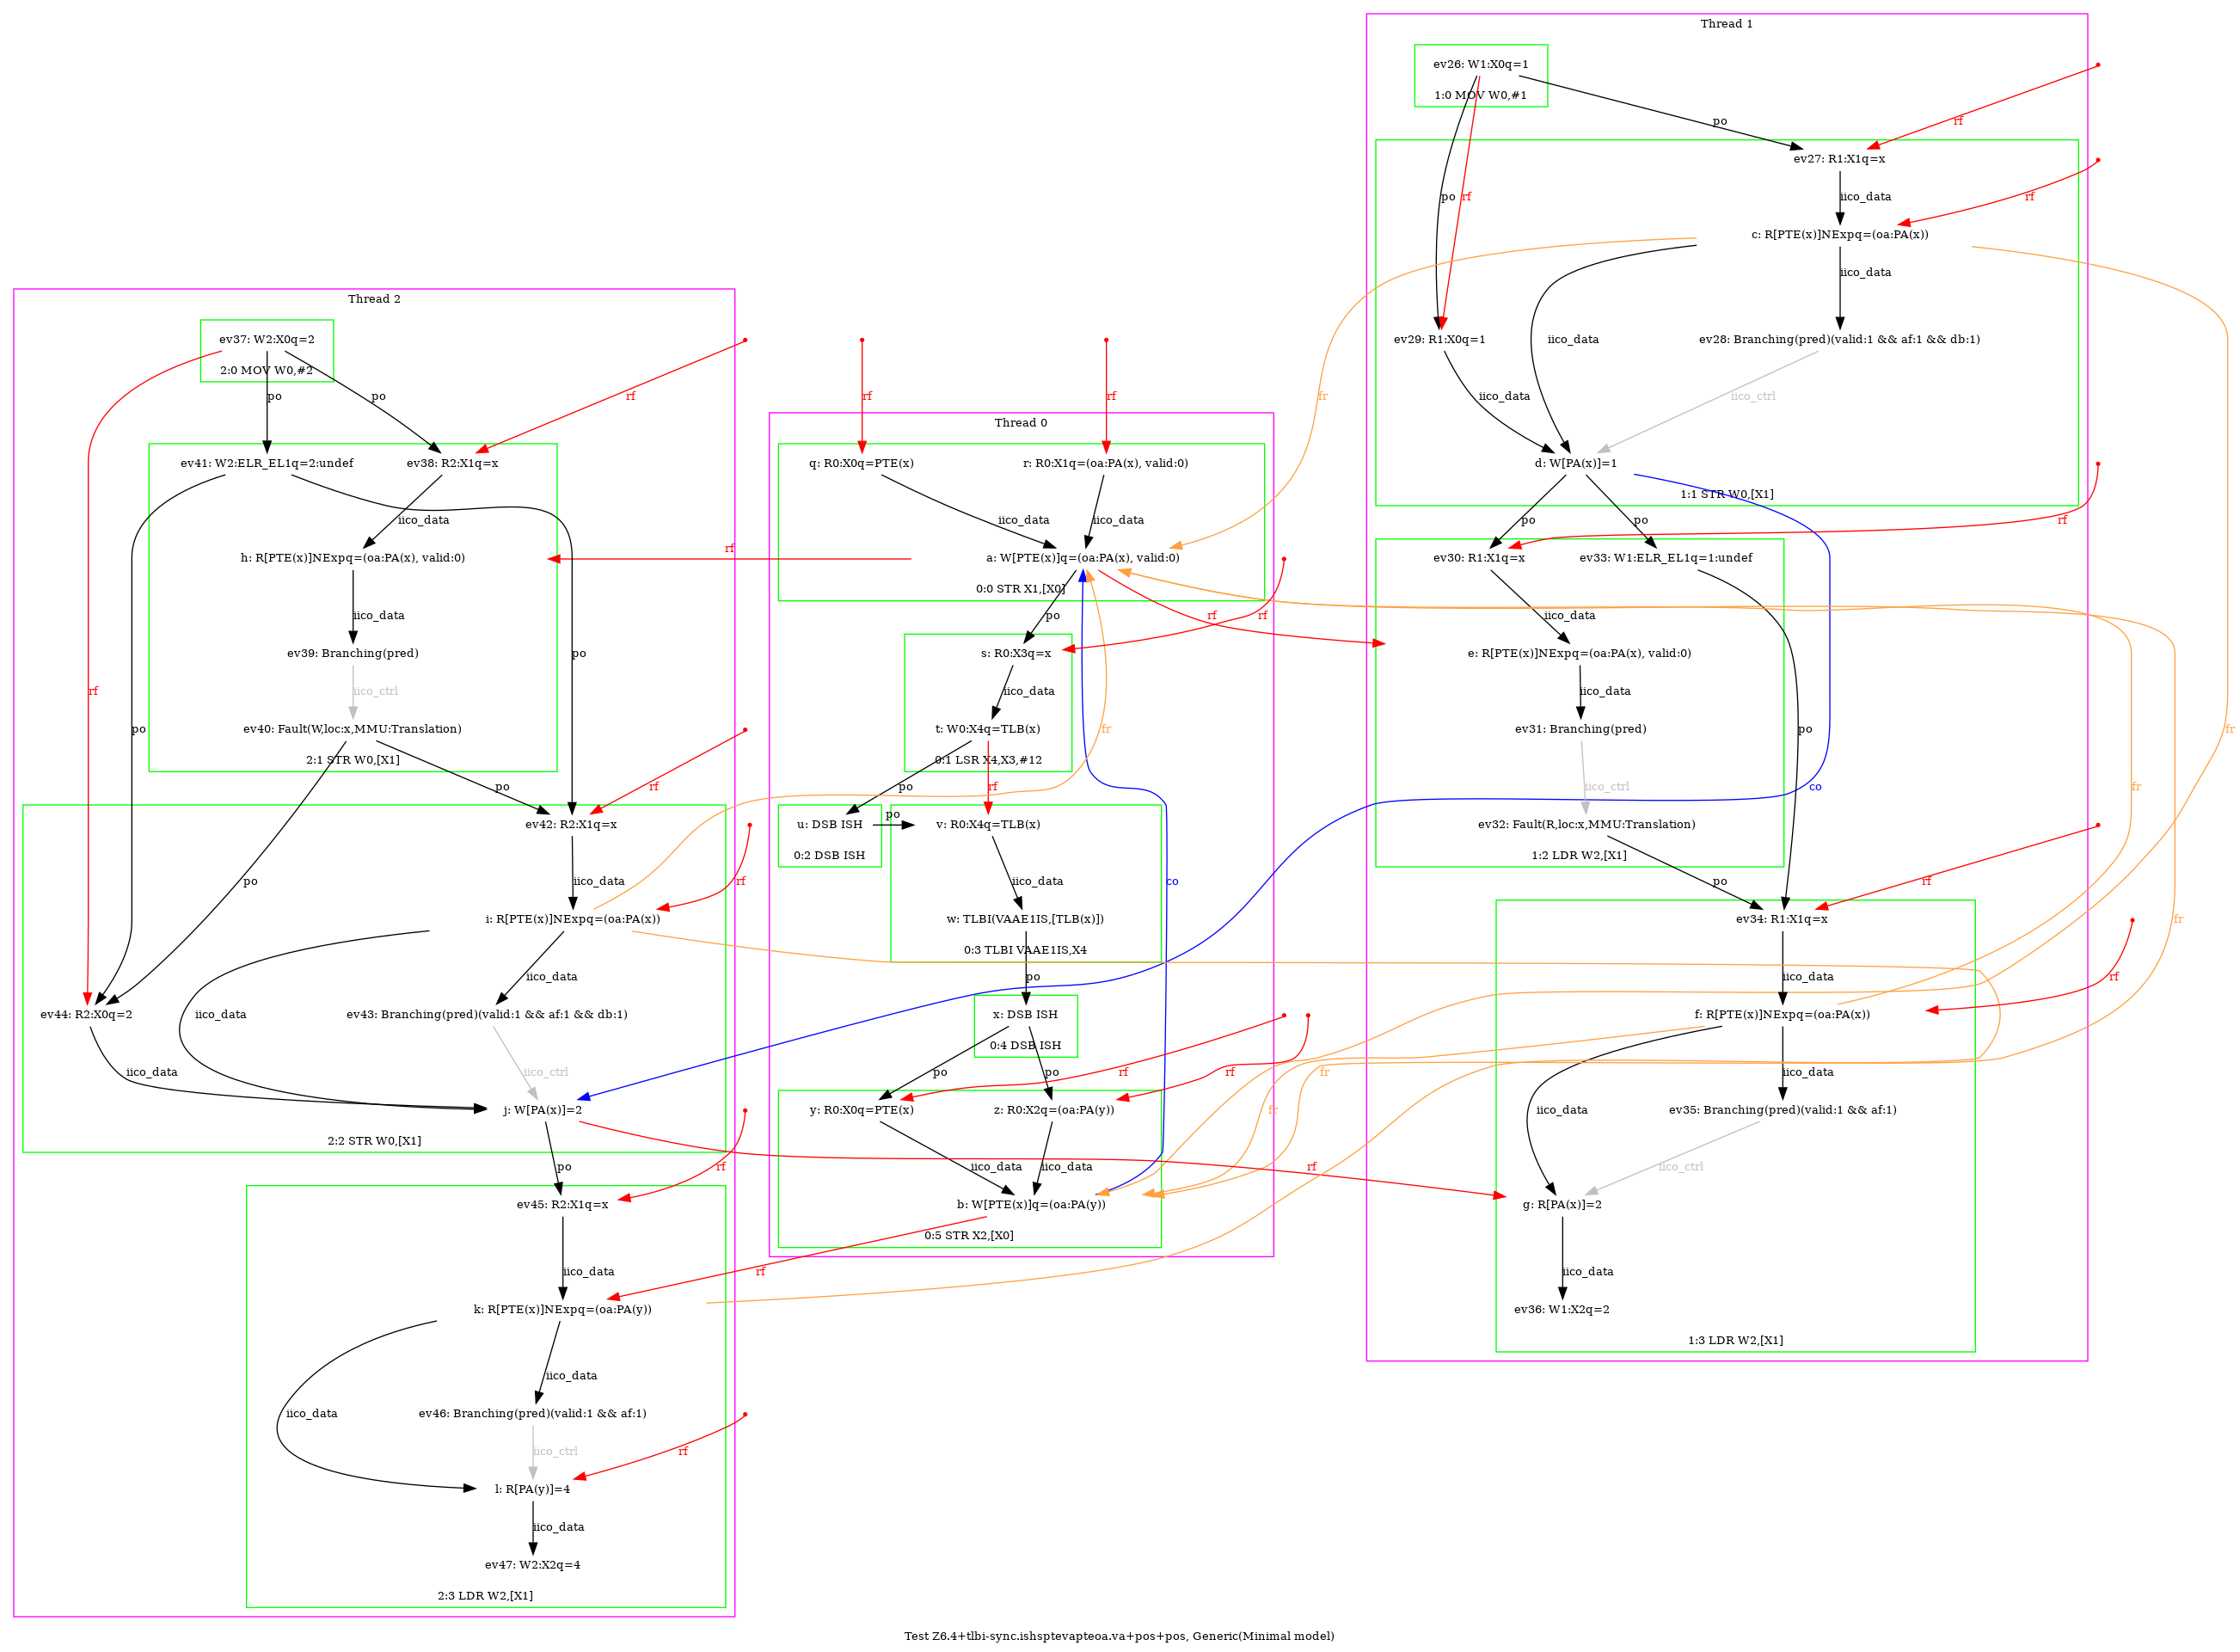 Thread 1
ev26: W1:X0q=1
1:0 MOV W0,#1
po
rf
ev27: R1:X1q=x
po
rf
iico_data
rf
c: R[PTE(x)]NExpq=(oa:PA(x))
iico_data
iico_data
fr
fr
ev29: R1:X0q=1
ev28: Branching(pred)(valid:1 && af:1 && db:1)
iico_data
iico_ctrl
d: W[PA(x)]=1
1:1 STR W0,[X1]
po
po
rf
co
ev30: R1:X1q=x
ev33: W1:ELR_EL1q=1:undef
iico_data
po
e: R[PTE(x)]NExpq=(oa:PA(x), valid:0)
iico_data
ev31: Branching(pred)
iico_ctrl
ev32: Fault(R,loc:x,MMU:Translation)
1:2 LDR W2,[X1]
po
rf
ev34: R1:X1q=x
iico_data
rf
f: R[PTE(x)]NExpq=(oa:PA(x))
fr
fr
iico_data
iico_data
ev35: Branching(pred)(valid:1 && af:1)
iico_ctrl
g: R[PA(x)]=2
iico_data
ev36: W1:X2q=2
1:3 LDR W2,[X1]
Thread 2
ev37: W2:X0q=2
2:0 MOV W0,#2
po
po
rf
rf
ev41: W2:ELR_EL1q=2:undef
ev38: R2:X1q=x
iico_data
h: R[PTE(x)]NExpq=(oa:PA(x), valid:0)
iico_data
po
po
ev39: Branching(pred)
iico_ctrl
ev40: Fault(W,loc:x,MMU:Translation)
2:1 STR W0,[X1]
po
po
rf
ev42: R2:X1q=x
iico_data
rf
i: R[PTE(x)]NExpq=(oa:PA(x))
fr
fr
iico_data
iico_data
ev44: R2:X0q=2
ev43: Branching(pred)(valid:1 && af:1 && db:1)
iico_data
iico_ctrl
j: W[PA(x)]=2
2:2 STR W0,[X1]
po
rf
rf
ev45: R2:X1q=x
iico_data
k: R[PTE(x)]NExpq=(oa:PA(y))
iico_data
iico_data
ev46: Branching(pred)(valid:1 && af:1)
iico_ctrl
rf
l: R[PA(y)]=4
iico_data
ev47: W2:X2q=4
2:3 LDR W2,[X1]
rf
rf
Thread 0
q: R0:X0q=PTE(x)
r: R0:X1q=(oa:PA(x), valid:0)
iico_data
iico_data
rf
a: W[PTE(x)]q=(oa:PA(x), valid:0)
0:0 STR X1,[X0]
po
rf
rf
s: R0:X3q=x
iico_data
t: W0:X4q=TLB(x)
0:1 LSR X4,X3,#12
po
rf
u: DSB ISH
po
v: R0:X4q=TLB(x)
0:2 DSB ISH
iico_data
co
w: TLBI(VAAE1IS,[TLB(x)])
0:3 TLBI VAAE1IS,X4
po
x: DSB ISH
0:4 DSB ISH
po
po
rf
rf
y: R0:X0q=PTE(x)
z: R0:X2q=(oa:PA(y))
iico_data
iico_data
b: W[PTE(x)]q=(oa:PA(y))
0:5 STR X2,[X0]
rf
Test Z6.4+tlbi-sync.ishsptevapteoa.va+pos+pos, Generic(Minimal model)